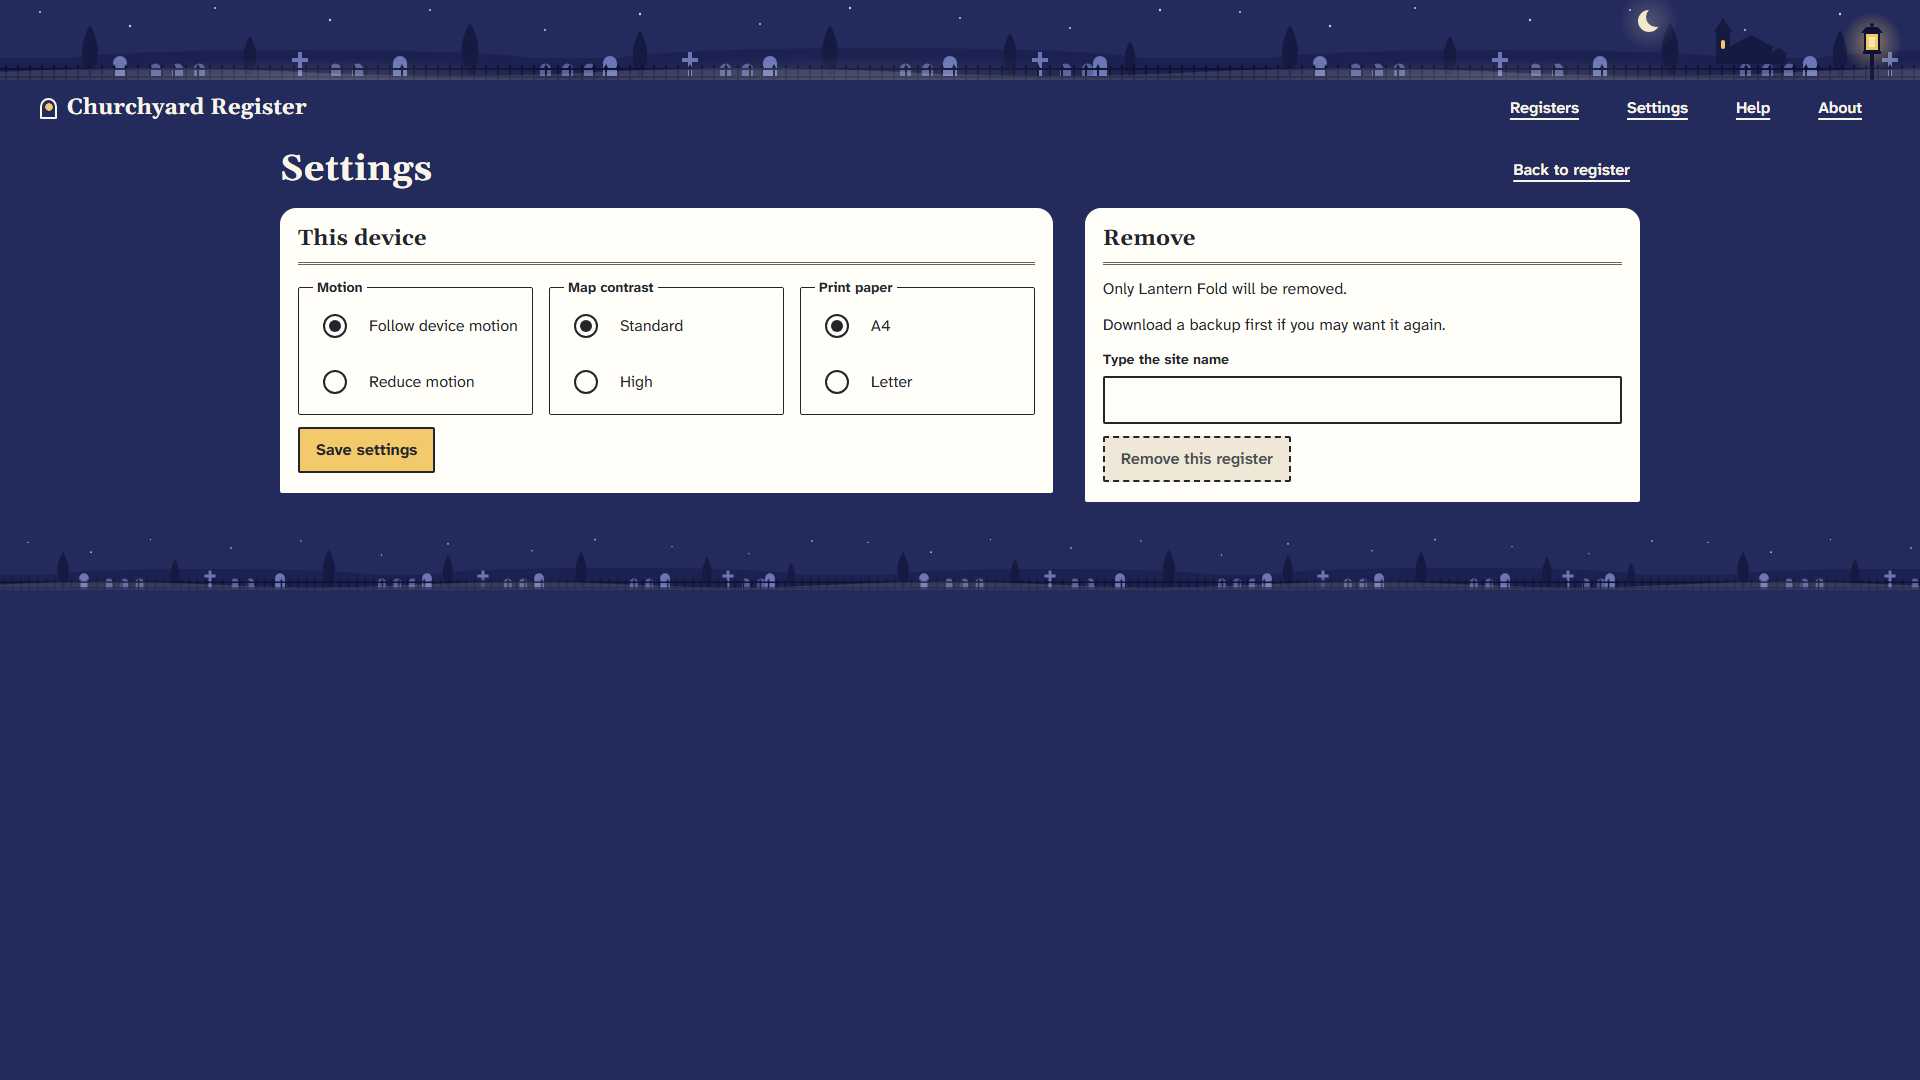 Churchyard Register
Registers
Settings
Help
About
Settings
Back to register
This device
Motion
Follow device motion
Reduce motion
Map contrast
Standard
High
Print paper
A4
Letter
Save settings
Remove
Only Lantern Fold will be removed.
Download a backup first if you may want it again.
Type the site name
Remove this register